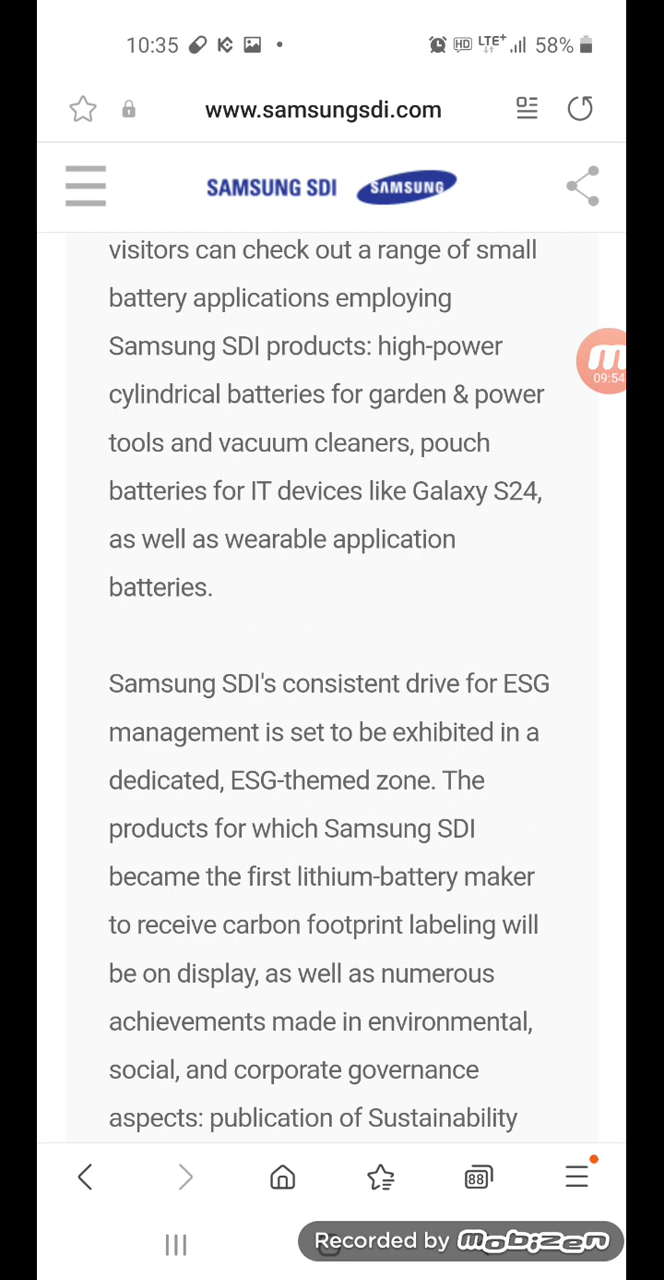 10:35
HD LTE+ 58%
www.samsungsdi.com
SAMSUNG SDI SAMSUNG
visitors can check out a range of small
battery applications employing
Samsung SDI products: high-power
09:54
cylindrical batteries for garden & power
tools and vacuum cleaners, pouch
batteries for IT devices like Galaxy S24,
as well as wearable application
batteries.
Samsung SDI's consistent drive for ESG
management is set to be exhibited in a
dedicated, ESG-themed zone. The
products for which Samsung SDI
became the first lithium-battery maker
to receive carbon footprint labeling will
be on display, as well as numerous
achievements made in environmental,
social, and corporate governance
aspects: publication of Sustainability
88
Recorded by mobizen